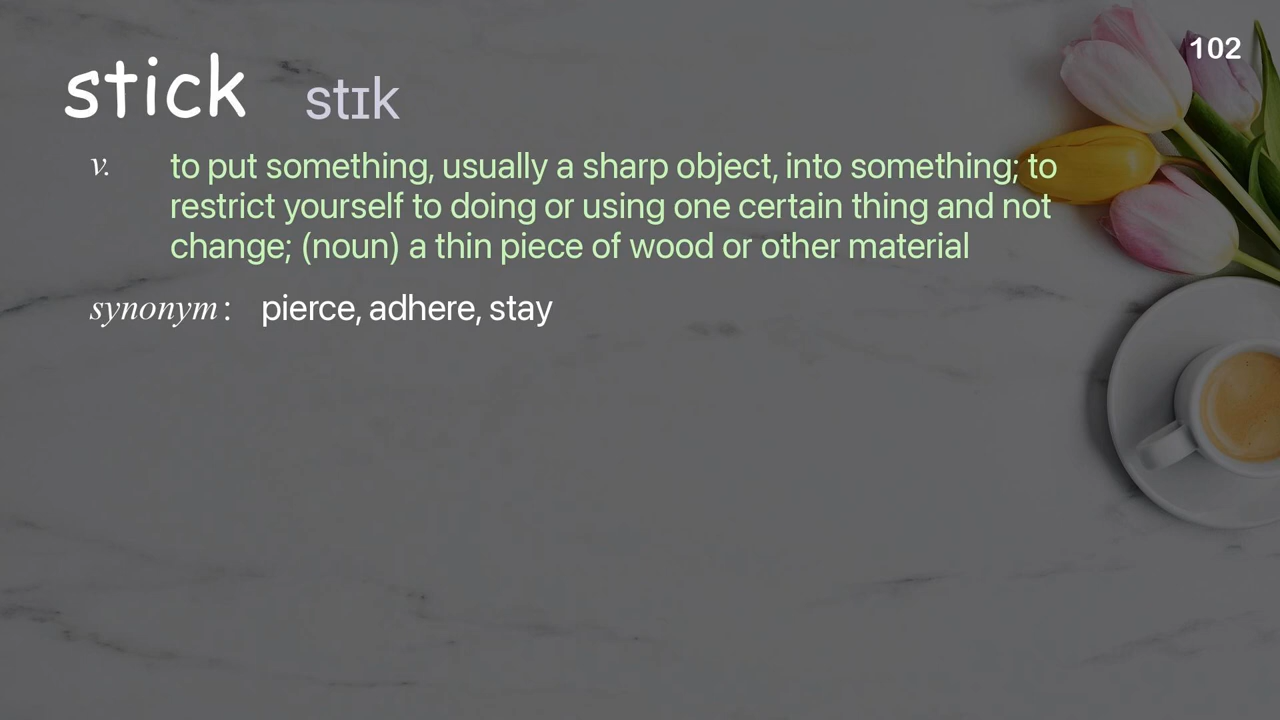 102
stick stɪk
v. to put something, usually a sharp object, into something; to
restrict yourself to doing or using one certain thing and not
change; (noun) a thin piece of wood or other material
synonym: pierce, adhere, stay